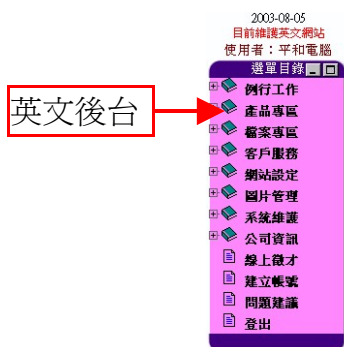 2003-08-05
目前維護英文網站
使用者：平和電腦
選單目錄
例行工作
英文後台
產品專區
檔案專區
客戶服務
網站設定
圖片管理
系統維護
公司資訊
線上徵才
建立帳號
問題建議
登出